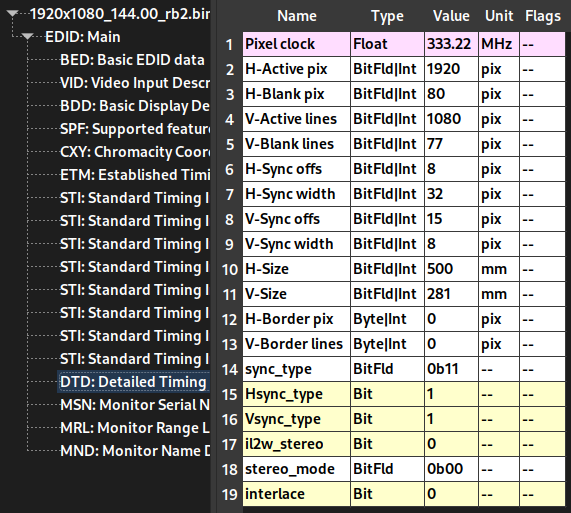 1920x1080_144.00_rb2.bin
EDID: Main
BED: Basic EDID data
VID: Video Input Descr
BDD: Basic Display De
SPF: Supported feature
CXY: Chromacity Coor
ETM: Established Timi
STI: Standard Timing I
STI: Standard Timing I
STI: Standard Timing I
STI: Standard Timing I
STI: Standard Timing I
STI: Standard Timing I
STI: Standard Timing I
STI: Standard Timing I
DTD: Detailed Timing
MSN: Monitor Serial N
MRL: Monitor Range L
MND: Monitor Name D
Name Type Value Unit Flags
1 Pixel clock Float 333.22 MHz --
2 H-Active pix BitFld|Int 1920 pix --
3 H-Blank pix BitFld|Int 80 pix --
4 V-Active lines BitFld|Int 1080 pix --
5 V-Blank lines BitFld|Int 77 pix --
6 H-Sync offs BitFld|Int 8 pix --
7 H-Sync width BitFld|Int 32 pix --
8 V-Sync offs BitFld|Int 15 pix --
9 V-Sync width BitFld|Int 8 pix --
10 H-Size BitFld|Int 500 mm --
11 V-Size BitFld|Int 281 mm --
12 H-Border pix Byte|Int 0 pix --
13 V-Border lines Byte|Int 0 pix --
14 sync_type BitFld 0b11 -- --
15 Hsync_type Bit 1 -- --
16 Vsync_type Bit 1 -- --
17 il2w_stereo Bit 0 -- --
18 stereo_mode BitFld 0b00 -- --
19 interlace Bit 0 -- --